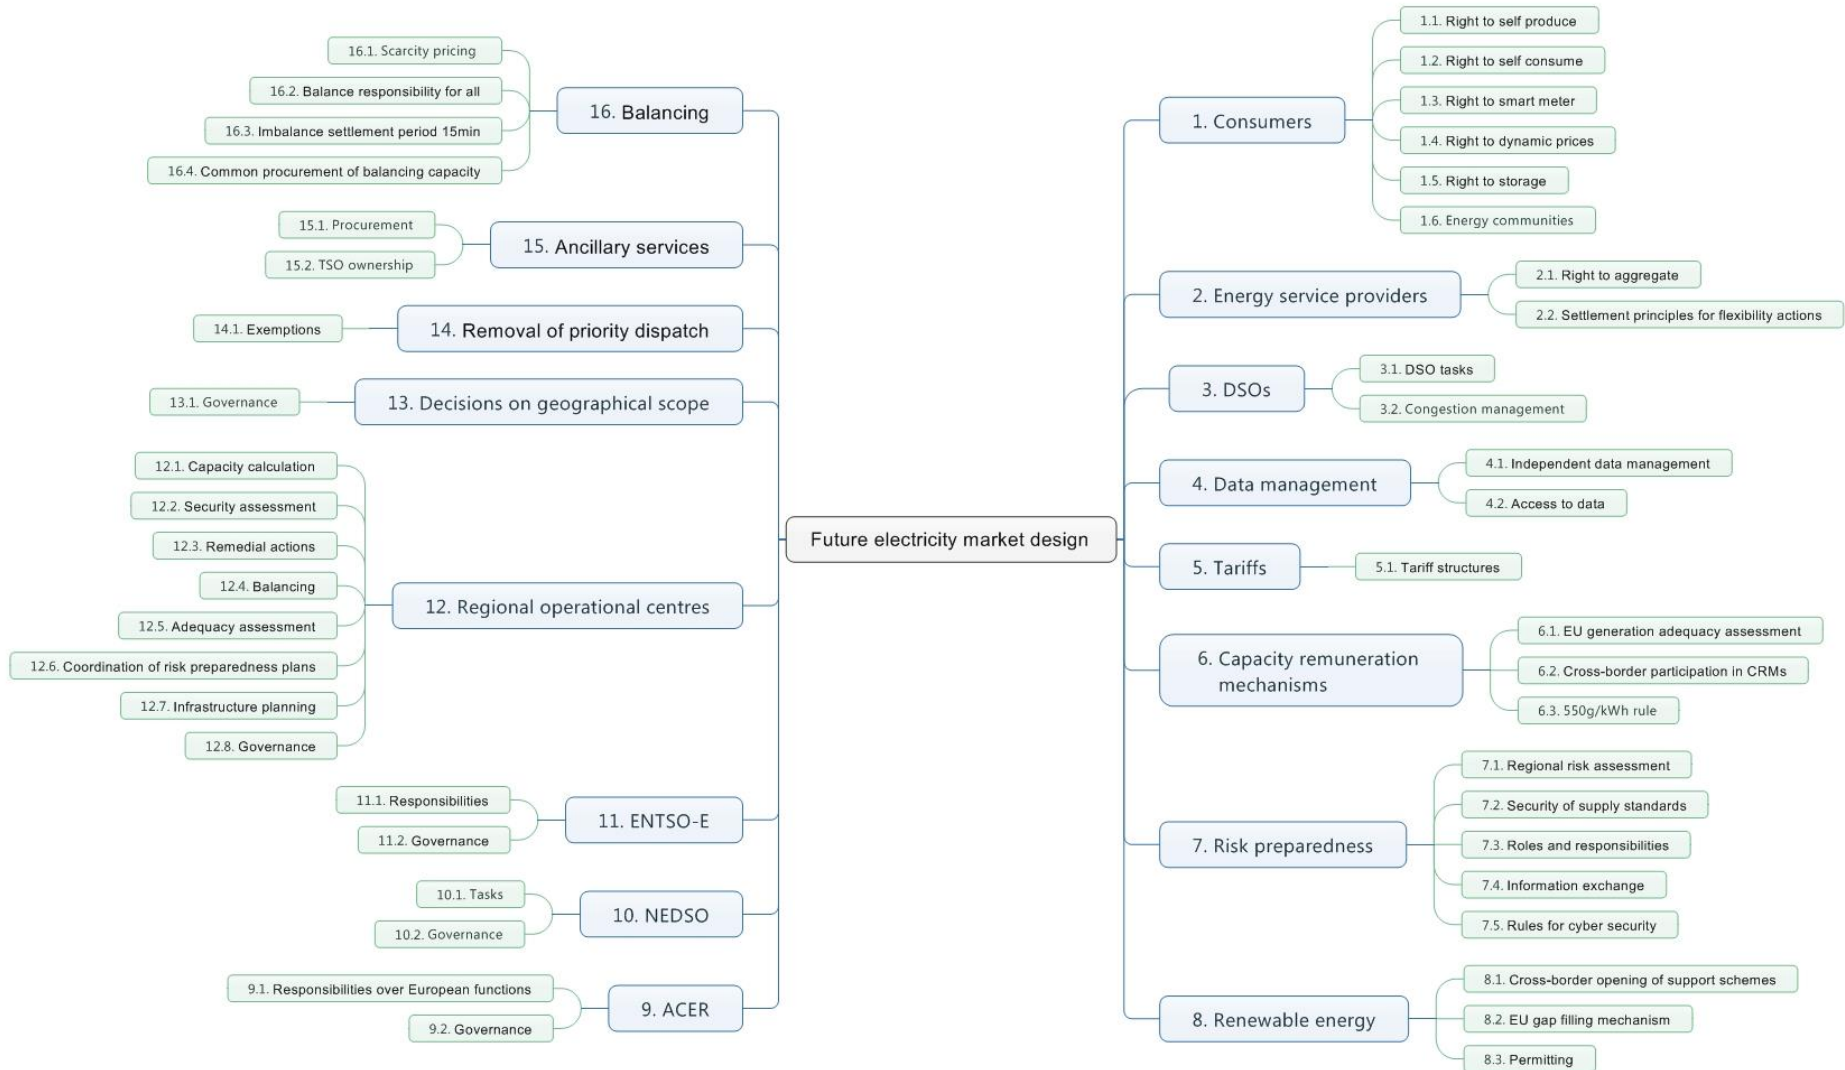 Future electricity market design
1. Consumers
1.1. Right to self produce
1.2. Right to self consume
1.3. Right to smart meter
1.4. Right to dynamic prices
1.5. Right to storage
1.6. Energy communities
2. Energy service providers
2.1. Right to aggregate
2.2. Settlement principles for flexibility actions
3. DSOs
3.1. DSO tasks
3.2. Congestion management
4. Data management
4.1. Independent data management
4.2. Access to data
5. Tariffs
5.1. Tariff structures
6. Capacity remuneration
mechanisms
6.1. EU generation adequacy assessment
6.2. Cross-border participation in CRMs
6.3. 550g/kWh rule
7. Risk preparedness
7.1. Regional risk assessment
7.2. Security of supply standards
7.3. Roles and responsibilities
7.4. Information exchange
7.5. Rules for cyber security
8. Renewable energy
8.1. Cross-border opening of support schemes
8.2. EU gap filling mechanism
8.3. Permitting
16. Balancing
16.1. Scarcity pricing
16.2. Balance responsibility for all
16.3. Imbalance settlement period 15min
16.4. Common procurement of balancing capacity
15. Ancillary services
15.1. Procurement
15.2. TSO ownership
14. Removal of priority dispatch
14.1. Exemptions
13. Decisions on geographical scope
13.1. Governance
12. Regional operational centres
12.1. Capacity calculation
12.2. Security assessment
12.3. Remedial actions
12.4. Balancing
12.5. Adequacy assessment
12.6. Coordination of risk preparedness plans
12.7. Infrastructure planning
12.8. Governance
11. ENTSO-E
11.1. Responsibilities
11.2. Governance
10. NEDSO
10.1. Tasks
10.2. Governance
9. ACER
9.1. Responsibilities over European functions
9.2. Governance